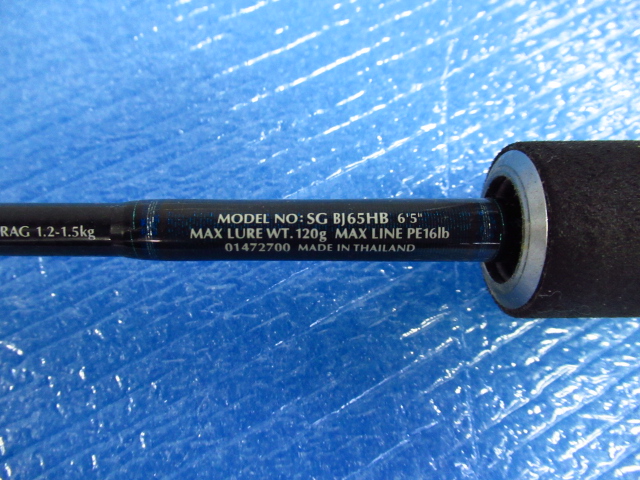 RAG 1.2-1.5kg
MODEL NO: SG BJ65HB 6'5"
MAX LURE WT. 120g MAX LINE PE16lb
01472700 MADE IN THAILAND